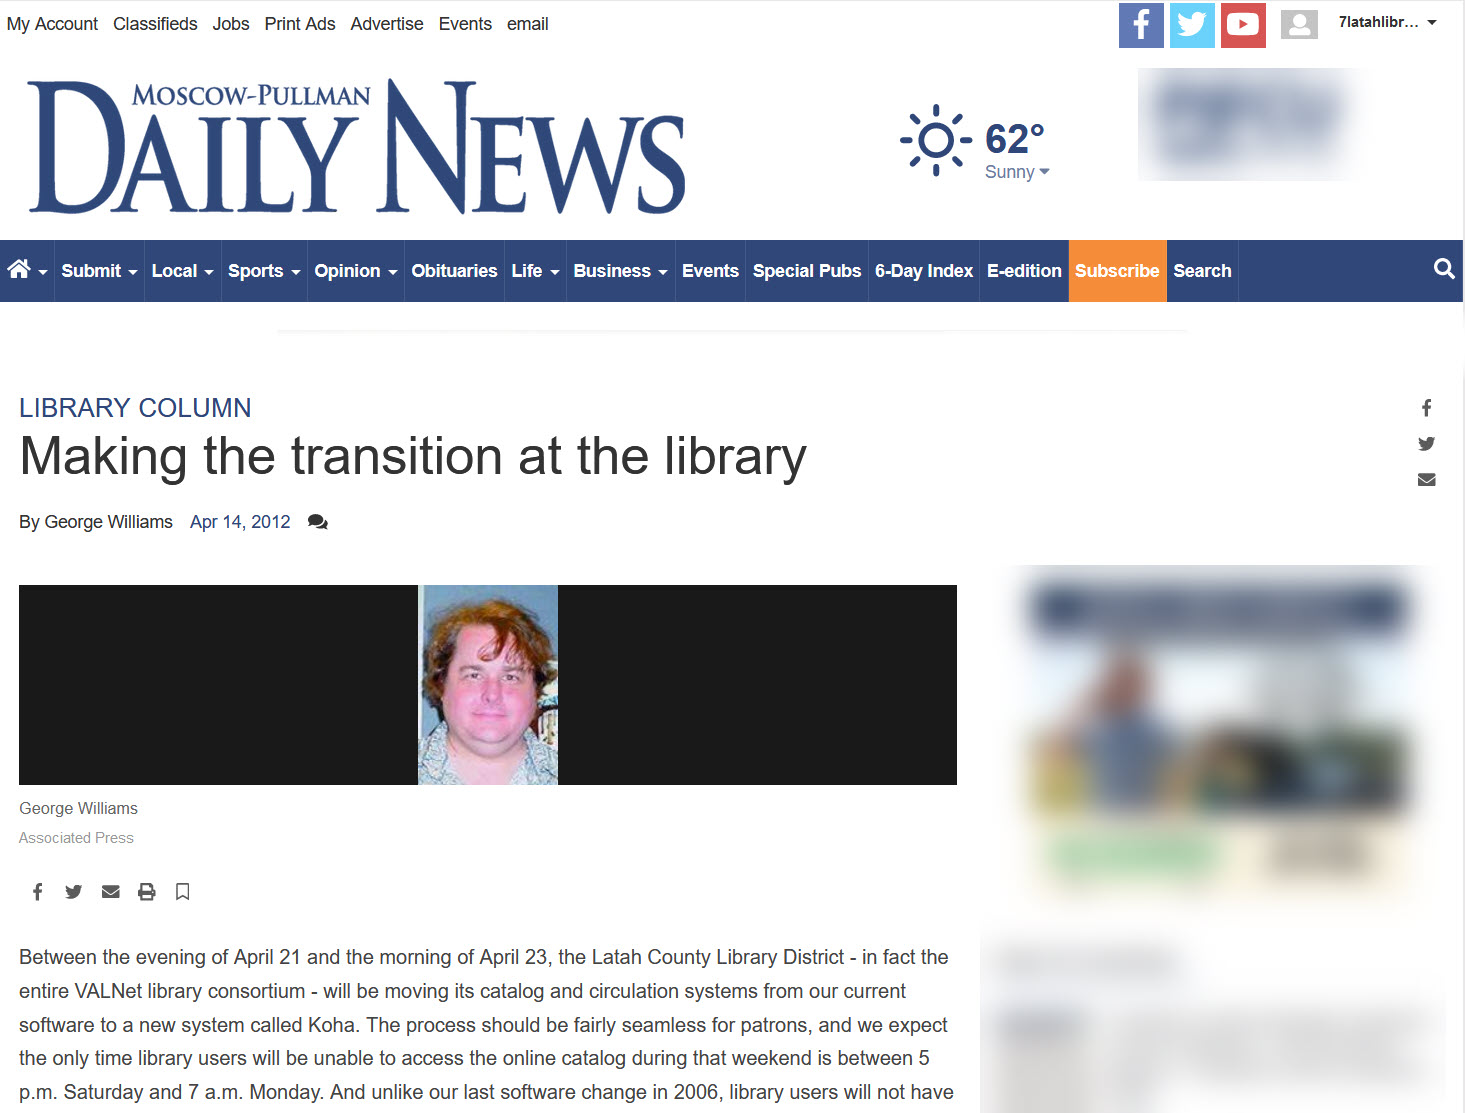 My Account Classifieds Jobs Print Ads Advertise Events email
7latahlibr...
MOSCOW-PULLMAN
DAILY NEWS
62°
Sunny
Submit Local Sports Opinion Obituaries Life Business Events Special Pubs 6-Day Index E-edition Subscribe Search
LIBRARY COLUMN
Making the transition at the library
By George Williams Apr 14, 2012
George Williams
Associated Press
Between the evening of April 21 and the morning of April 23, the Latah County Library District - in fact the
entire VALNet library consortium - will be moving its catalog and circulation systems from our current
software to a new system called Koha. The process should be fairly seamless for patrons, and we expect
the only time library users will be unable to access the online catalog during that weekend is between 5
p.m. Saturday and 7 a.m. Monday. And unlike our last software change in 2006, library users will not have